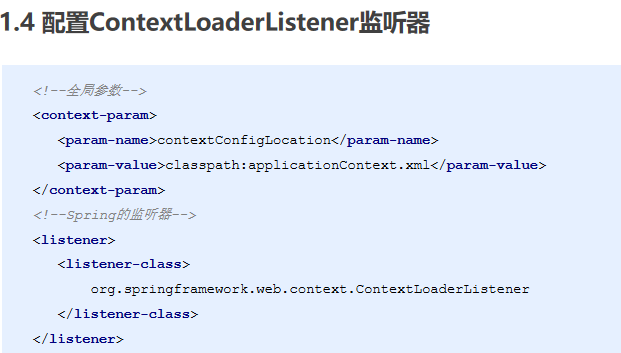 1.4 配置ContextLoaderListener监听器
<!--全局参数-->
<context-param>
<param-name>contextConfigLocation</param-name>
<param-value>classpath:applicationContext.xml</param-value>
</context-param>
<!--Spring的监听器-->
<listener>
<listener-class>
org.springframework.web.context.ContextLoaderListener
</listener-class>
</listener>